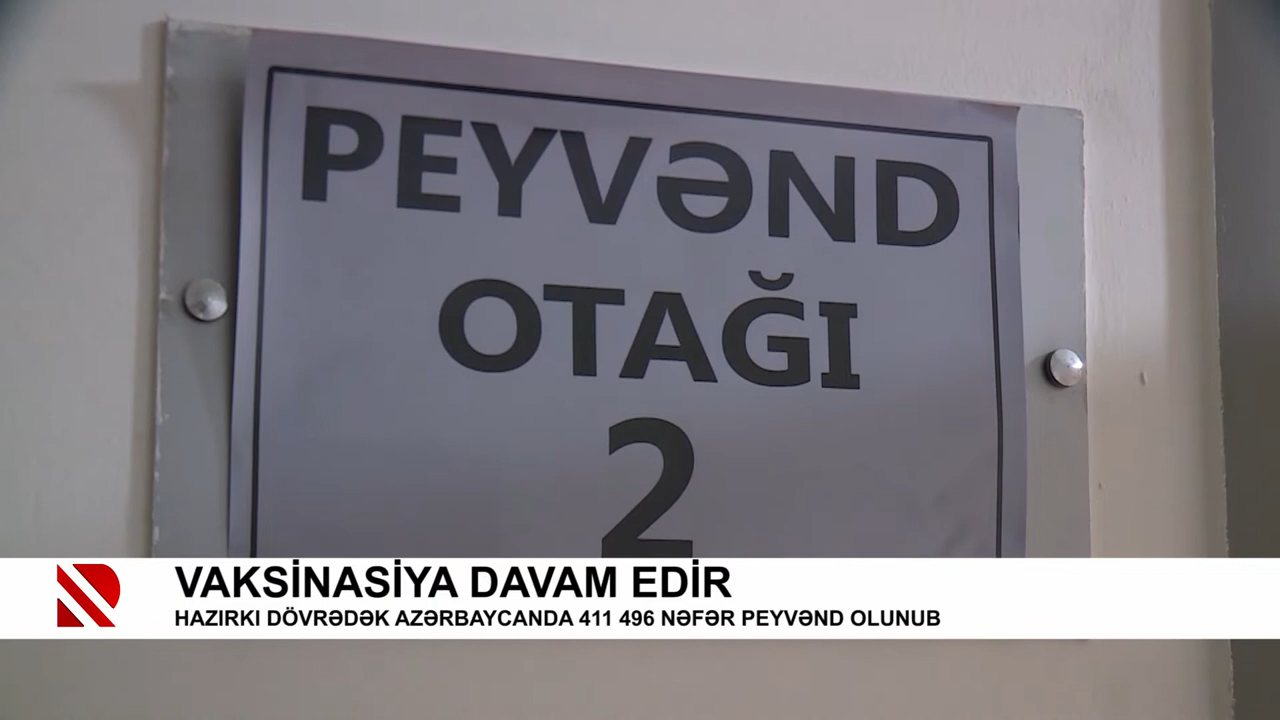 PEYVƏND
OTAĞI
2
VAKSİNASİYA DAVAM EDİR
HAZIRKI DÖVRƏDƏK AZƏRBAYCANDA 411 496 NƏFƏR PEYVƏND OLUNUB